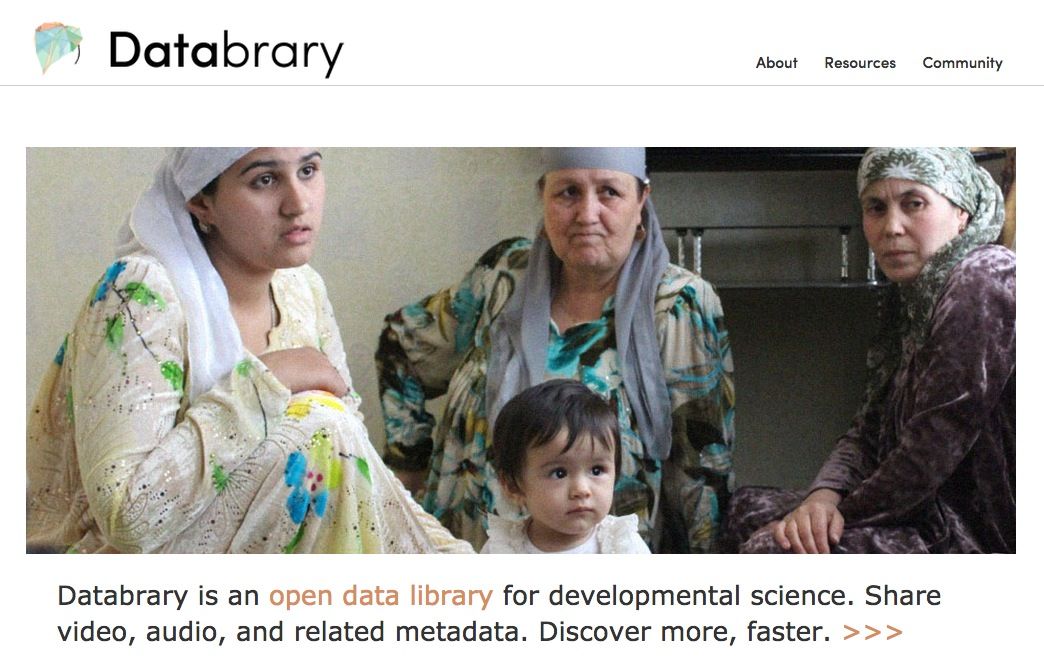 Databrary
About Resources Community
Databrary is an open data library for developmental science. Share
video, audio, and related metadata. Discover more, faster. >>>